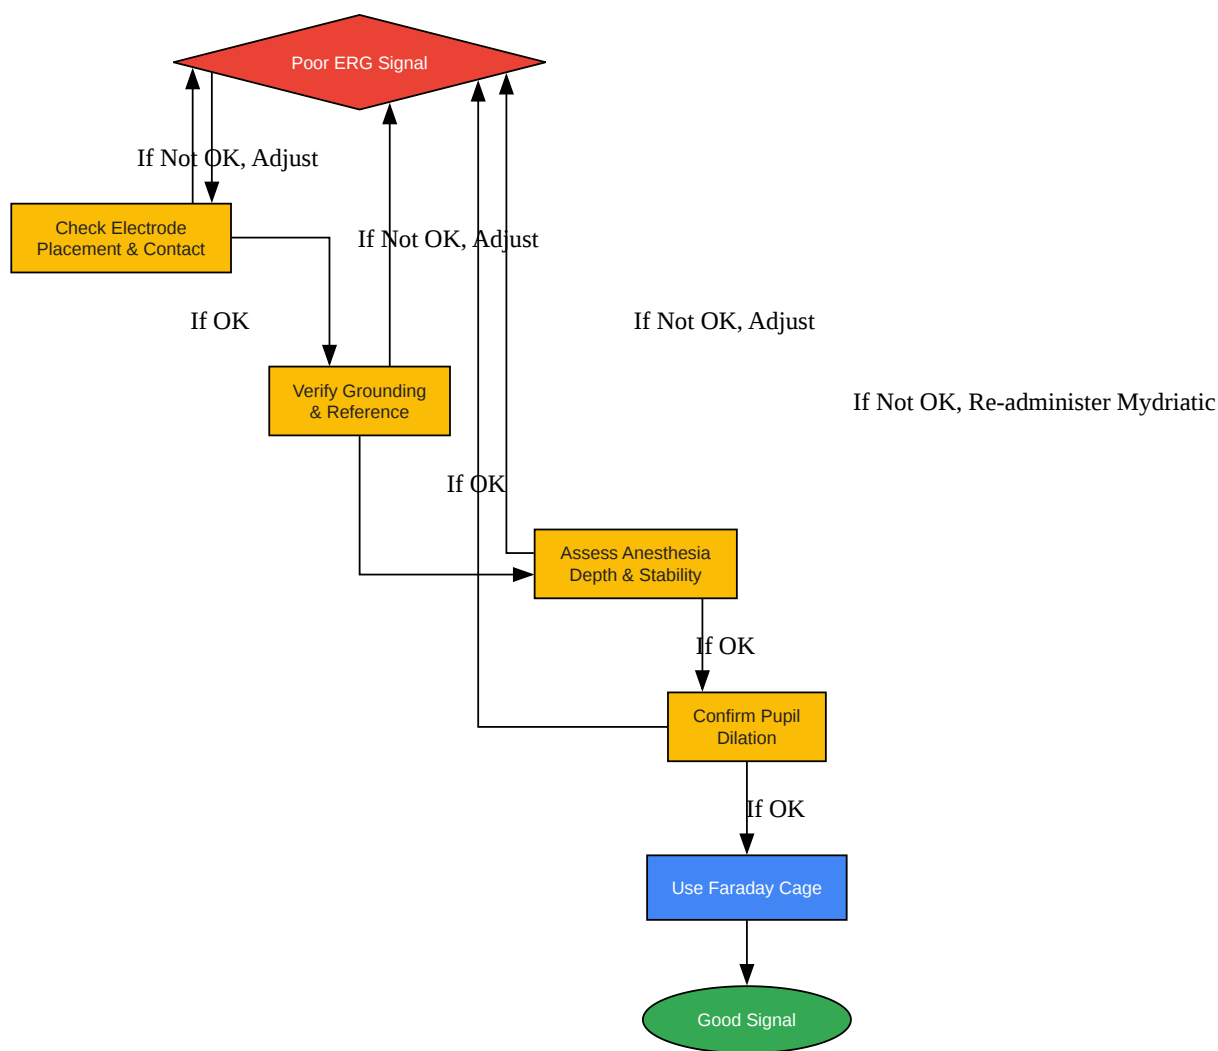 Poor ERG Signal
If Not OK, Adjust
Check Electrode
Placement & Contact
If Not OK, Adjust
If OK
If Not OK, Adjust
Verify Grounding
& Reference
If Not OK, Re-administer Mydriatic
If OK
Assess Anesthesia
Depth & Stability
If OK
Confirm Pupil
Dilation
If OK
Use Faraday Cage
Good Signal